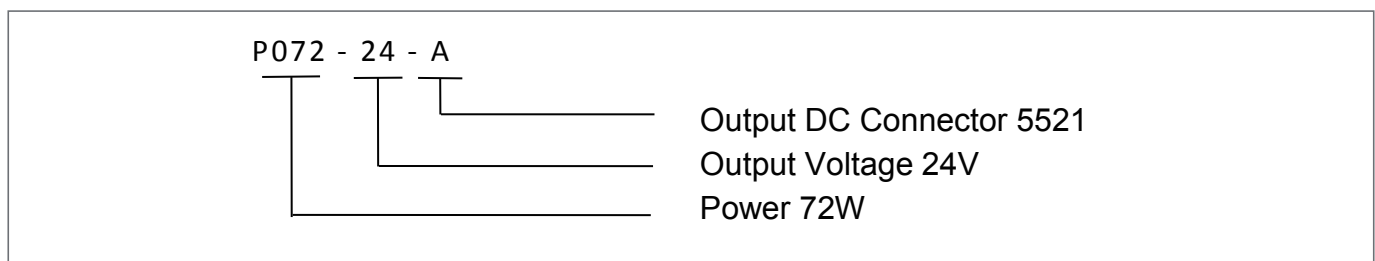 P072 - 24 - A
Output DC Connector 5521
Output Voltage 24V
Power 72W